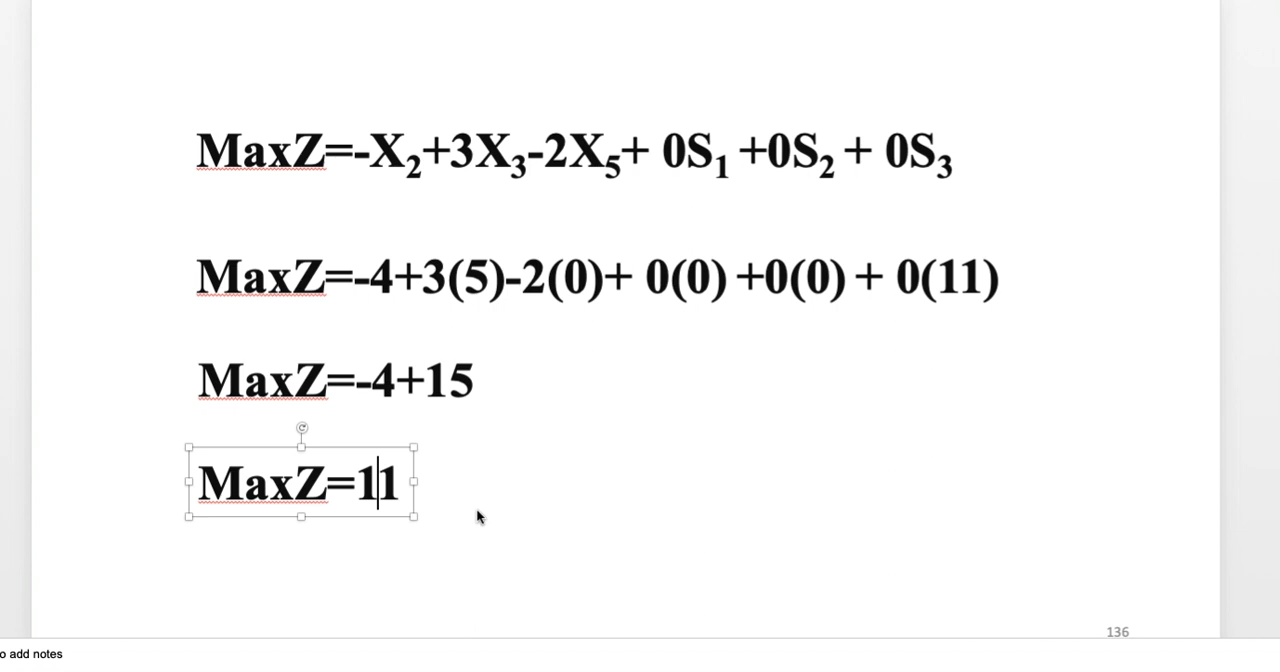 MaxZ=-X₂+3X₃-2X₅+ 0S₁ +0S₂ + 0S₃
MaxZ=-4+3(5)-2(0)+ 0(0) +0(0) + 0(11)
MaxZ=-4+15
MaxZ=11
136
o add notes